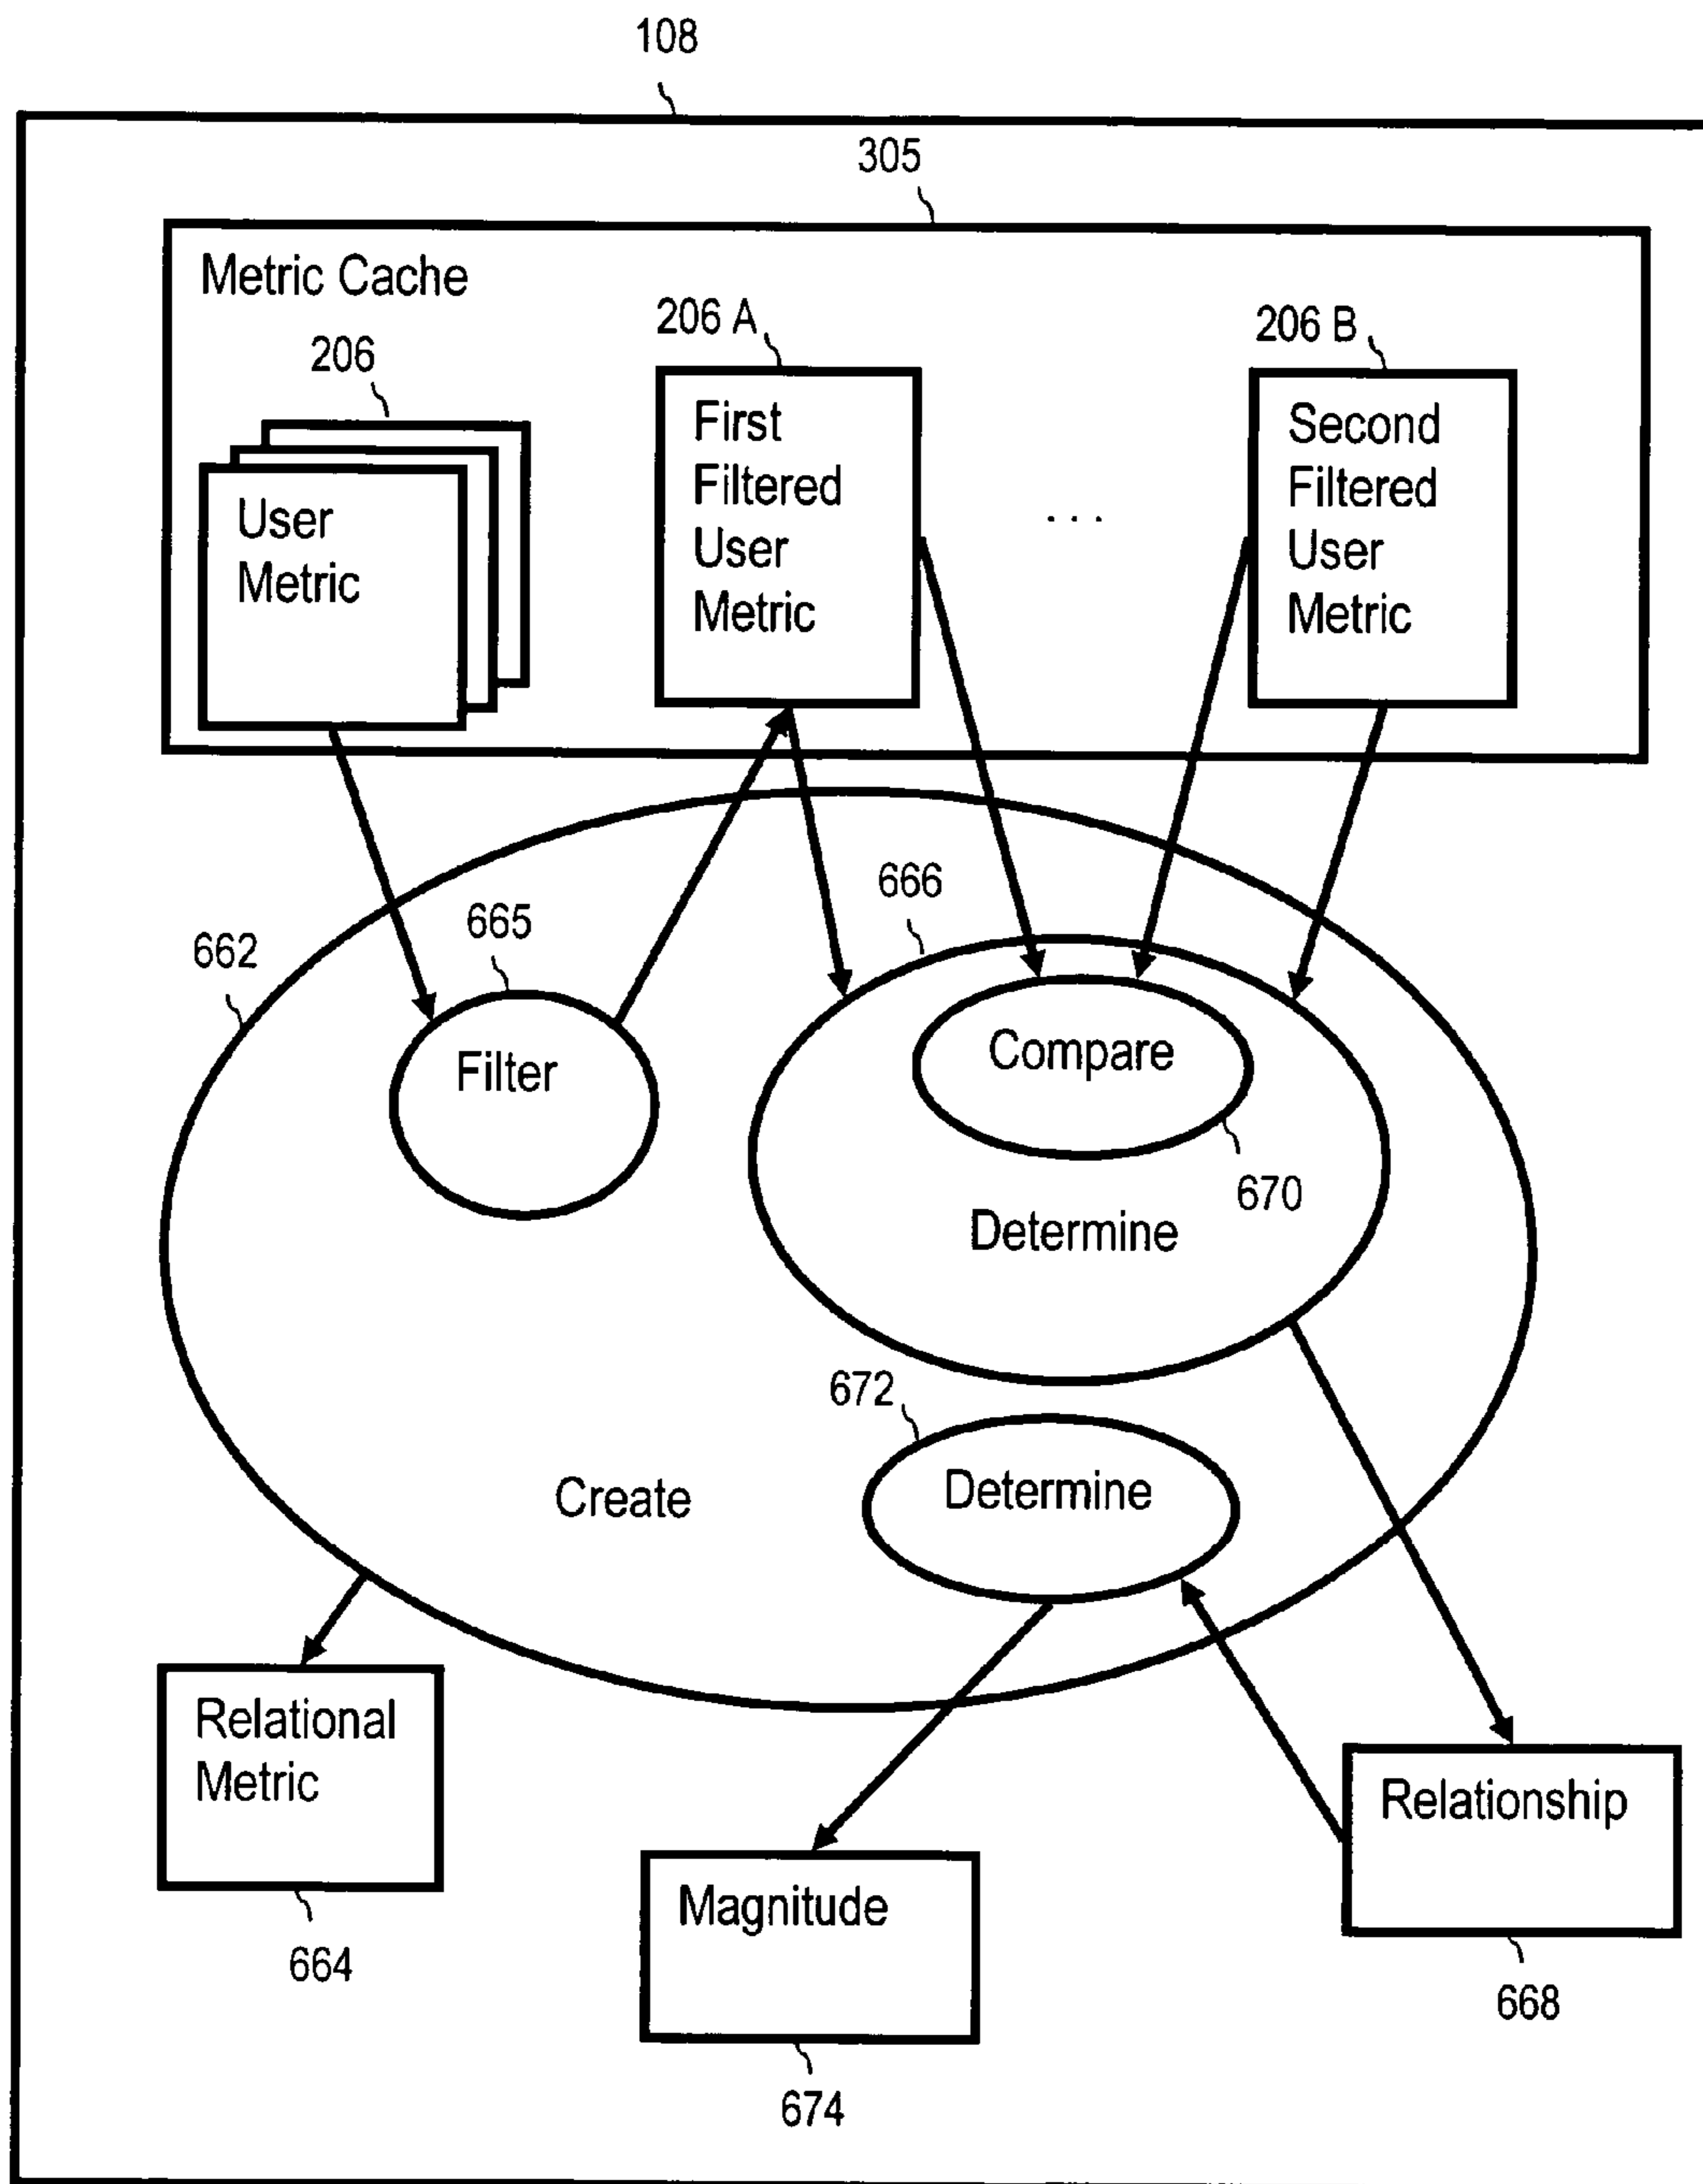 108
305
Metric Cache
206
206 A
206 B
User
Metric
First
Filtered
User
Metric
. . .
Second
Filtered
User
Metric
662
665
666
Filter
Compare
670
Determine
672
Determine
Create
Relational
Metric
664
Magnitude
674
Relationship
668